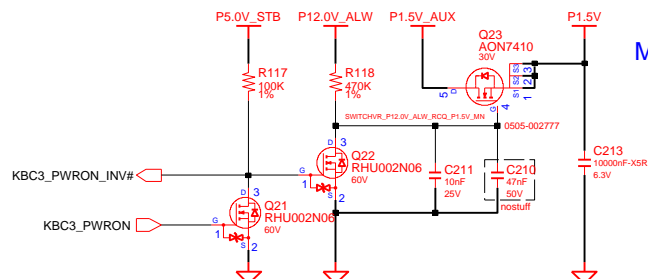 P5.0V_STB P12.0V_ALW P1.5V_AUX P1.5V
Q23
AON7410
30V
M
R117
100K
1%
R118
470K
1%
5 D S3 3
S2 2
S1 1
G 4
SWITCHVR_P12.0V_ALW_RCQ_P1.5V_MN
0505-002777
D 3
Q22
RHU002N06
60V
G
1
S 2
C211
10nF
25V
C210
47nF
50V
nostuff
C213
10000nF-X5R
6.3V
KBC3_PWRON_INV#
D 3
Q21
RHU002N06
60V
G
1
S 2
KBC3_PWRON